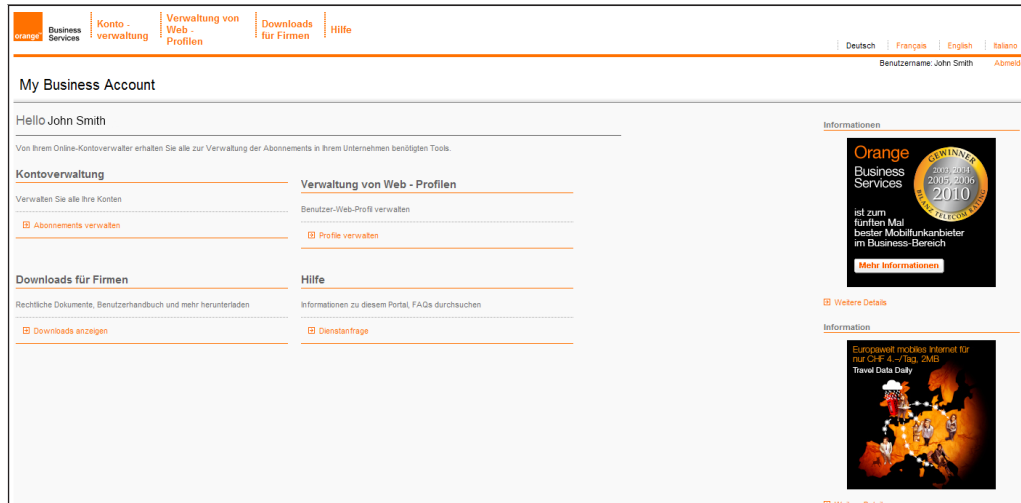 orange™
Business
Services
Konto -
verwaltung
Verwaltung von
Web -
Profilen
Downloads
für Firmen
Hilfe
Deutsch Français English Italiano
Benutzername: John Smith Abmeld
My Business Account
Hello John Smith
Von Ihrem Online-Kontoverwalter erhalten Sie alle zur Verwaltung der Abonnements in Ihrem Unternehmen benötigten Tools.
Kontoverwaltung
Verwalten Sie alle Ihre Konten
Abonnements verwalten
Verwaltung von Web - Profilen
Benutzer-Web-Profil verwalten
Profile verwalten
Downloads für Firmen
Rechtliche Dokumente, Benutzerhandbuch und mehr herunterladen
Downloads anzeigen
Hilfe
Informationen zu diesem Portal, FAQs durchsuchen
Dienstanfrage
Informationen
Orange
Business
Services
GEWINNER
2003, 2004
2005, 2006
2010
BILANZ TELECOM RATING
ist zum
fünften Mal
bester Mobilfunkanbieter
im Business-Bereich
Mehr Informationen
Weitere Details
Information
Europaweit mobiles Internet für
nur CHF 4.–/Tag, 2MB
Travel Data Daily